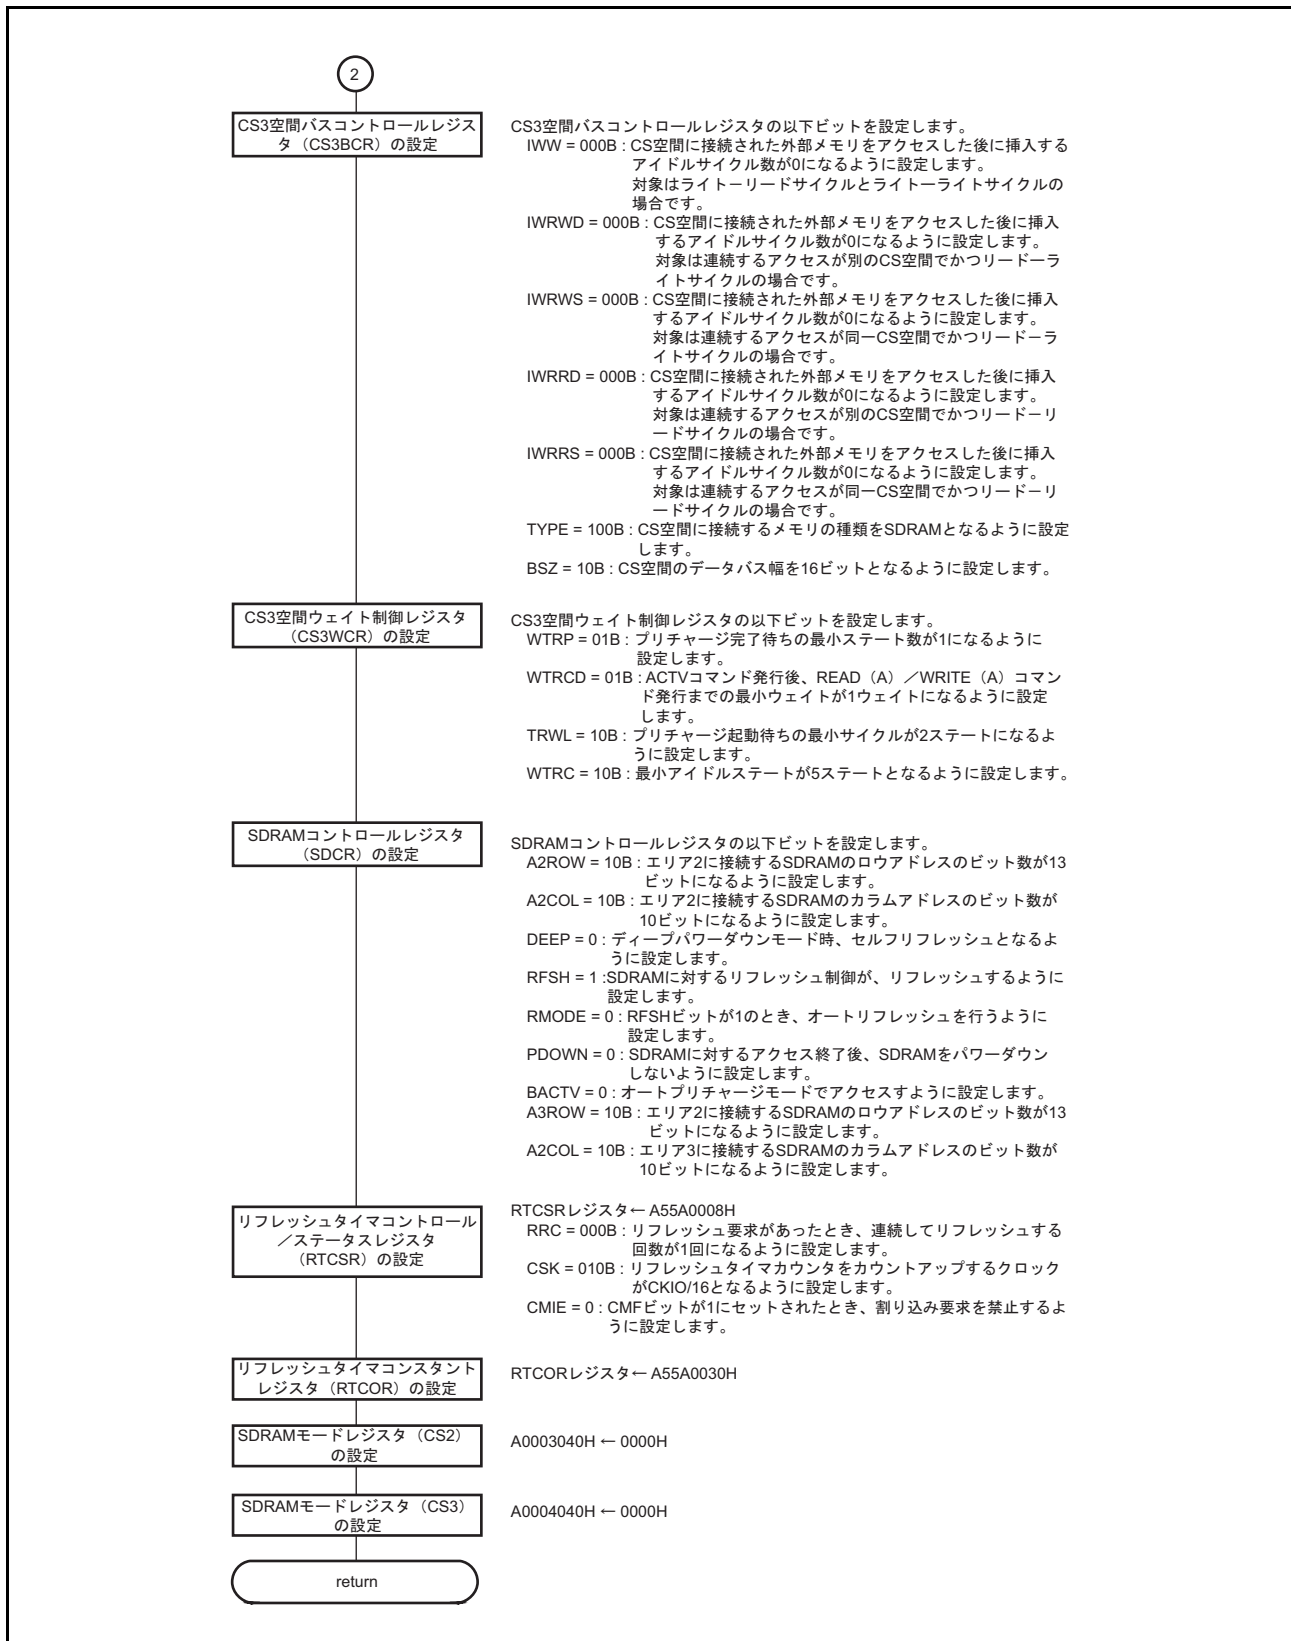 2
CS3空間バスコントロールレジス
タ（CS3BCR）の設定
CS3空間バスコントロールレジスタの以下ビットを設定します。
IWW = 000B : CS空間に接続された外部メモリをアクセスした後に挿入する
アイドルサイクル数が0になるように設定します。
対象はライト－リードサイクルとライト―ライトサイクルの
場合です。
IWRWD = 000B : CS空間に接続された外部メモリをアクセスした後に挿入
するアイドルサイクル数が0になるように設定します。
対象は連続するアクセスが別のCS空間でかつリード―ラ
イトサイクルの場合です。
IWRWS = 000B : CS空間に接続された外部メモリをアクセスした後に挿入
するアイドルサイクル数が0になるように設定します。
対象は連続するアクセスが同一CS空間でかつリード－ラ
イトサイクルの場合です。
IWRRD = 000B : CS空間に接続された外部メモリをアクセスした後に挿入
するアイドルサイクル数が0になるように設定します。
対象は連続するアクセスが別のCS空間でかつリード－リ
ードサイクルの場合です。
IWRRS = 000B : CS空間に接続された外部メモリをアクセスした後に挿入
するアイドルサイクル数が0になるように設定します。
対象は連続するアクセスが同一CS空間でかつリード－リ
ードサイクルの場合です。
TYPE = 100B : CS空間に接続するメモリの種類をSDRAMとなるように設定
します。
BSZ = 10B : CS空間のデータバス幅を16ビットとなるように設定します。
CS3空間ウェイト制御レジスタ
（CS3WCR）の設定
CS3空間ウェイト制御レジスタの以下ビットを設定します。
WTRP = 01B : プリチャージ完了待ちの最小ステート数が1になるように
設定します。
WTRCD = 01B : ACTVコマンド発行後、READ（A）／WRITE（A）コマン
ド発行までの最小ウェイトが1ウェイトになるように設定
します。
TRWL = 10B : プリチャージ起動待ちの最小サイクルが2ステートになるよ
うに設定します。
WTRC = 10B : 最小アイドルステートが5ステートとなるように設定します。
SDRAMコントロールレジスタ
（SDCR）の設定
SDRAMコントロールレジスタの以下ビットを設定します。
A2ROW = 10B : エリア2に接続するSDRAMのロウアドレスのビット数が13
ビットになるように設定します。
A2COL = 10B : エリア2に接続するSDRAMのカラムアドレスのビット数が
10ビットになるように設定します。
DEEP = 0 : ディープパワーダウンモード時、セルフリフレッシュとなるよ
うに設定します。
RFSH = 1 :SDRAMに対するリフレッシュ制御が、リフレッシュするように
設定します。
RMODE = 0 : RFSHビットが1のとき、オートリフレッシュを行うように
設定します。
PDOWN = 0 : SDRAMに対するアクセス終了後、SDRAMをパワーダウン
しないように設定します。
BACTV = 0 : オートプリチャージモードでアクセスすように設定します。
A3ROW = 10B : エリア2に接続するSDRAMのロウアドレスのビット数が13
ビットになるように設定します。
A2COL = 10B : エリア3に接続するSDRAMのカラムアドレスのビット数が
10ビットになるように設定します。
リフレッシュタイマコントロール
／ステータスレジスタ
（RTCSR）の設定
RTCSRレジスタ← A55A0008H
RRC = 000B : リフレッシュ要求があったとき、連続してリフレッシュする
回数が1回になるように設定します。
CSK = 010B : リフレッシュタイマカウンタをカウントアップするクロック
がCKIO/16となるように設定します。
CMIE = 0 : CMFビットが1にセットされたとき、割り込み要求を禁止するよ
うに設定します。
リフレッシュタイマコンスタント
レジスタ（RTCOR）の設定
RTCORレジスタ← A55A0030H
SDRAMモードレジスタ（CS2）
の設定
A0003040H ← 0000H
SDRAMモードレジスタ（CS3）
の設定
A0004040H ← 0000H
return